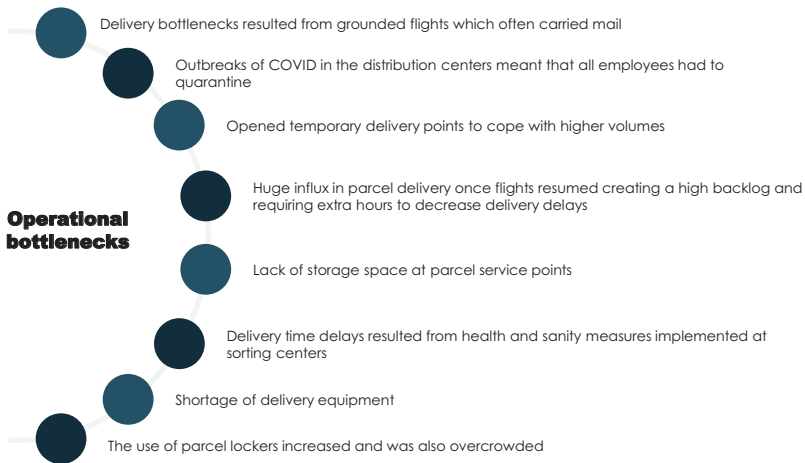 Delivery bottlenecks resulted from grounded flights which often carried mail
Outbreaks of COVID in the distribution centers meant that all employees had to
quarantine
Opened temporary delivery points to cope with higher volumes
Huge influx in parcel delivery once flights resumed creating a high backlog and
requiring extra hours to decrease delivery delays
Operational
bottlenecks
Lack of storage space at parcel service points
Delivery time delays resulted from health and sanity measures implemented at
sorting centers
Shortage of delivery equipment
The use of parcel lockers increased and was also overcrowded